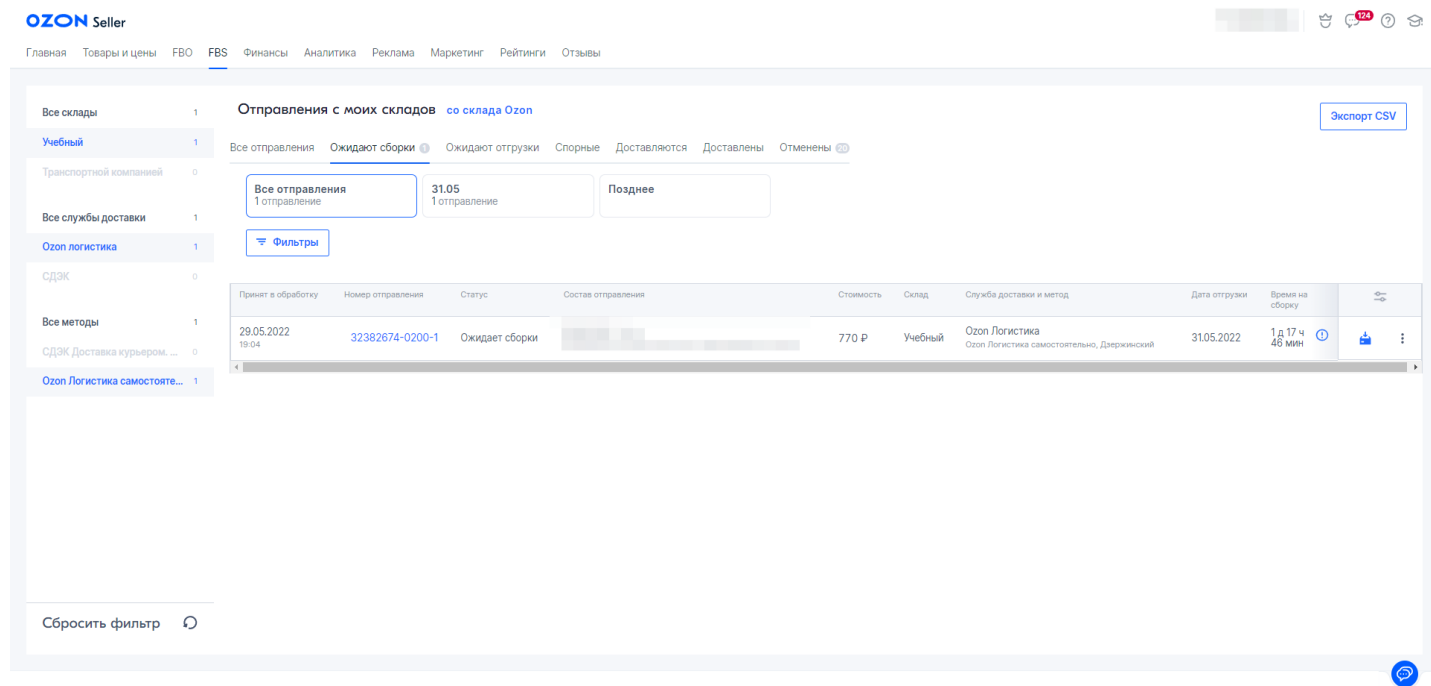 OZON Seller
124
Главная Товары и цены FBO FBS Финансы Аналитика Реклама Маркетинг Рейтинги Отзывы
Все склады 1
Учебный 1
Транспортной компанией 0
Все службы доставки 1
Ozon логистика 1
СДЭК 0
Все методы 1
СДЭК Доставка курьером. ... 0
Ozon Логистика самостояте... 1
Сбросить фильтр
Отправления с моих складов со склада Ozon
Экспорт CSV
Все отправления Ожидают сборки 1 Ожидают отгрузки Спорные Доставляются Доставлены Отменены 20
Все отправления
1 отправление
31.05
1 отправление
Позднее
Фильтры
Принят в обработку Номер отправления Статус Состав отправления Стоимость Склад Служба доставки и метод Дата отгрузки Время на
сборку
29.05.2022
19:04
32382674-0200-1 Ожидает сборки
770 ₽ Учебный
Ozon Логистика
Ozon Логистика самостоятельно, Дзержинский
31.05.2022
1 д 17 ч
46 мин